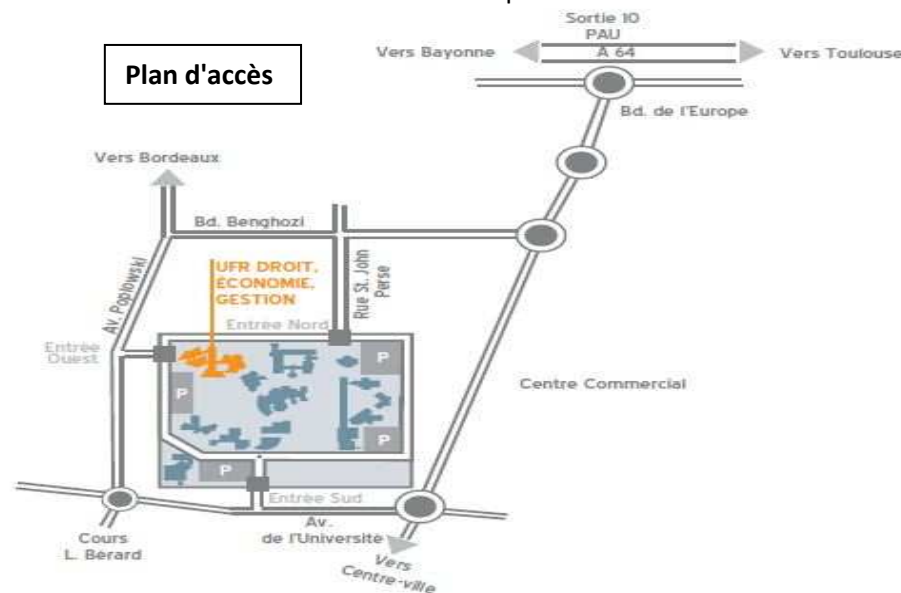 Sortie 10
PAU
Vers Bayonne
A 64
Vers Toulouse
Plan d'accès
Bd. de l'Europe
Vers Bordeaux
Bd. Benghozi
Av. Poplowski
UFR DROIT,
ÉCONOMIE,
GESTION
Rue St. John
Perse
Entrée Nord
Entrée
Ouest
P
P
Centre Commercial
P
P
Entrée Sud
Av.
de l'Université
Cours
L. Bérard
Vers
Centre-ville